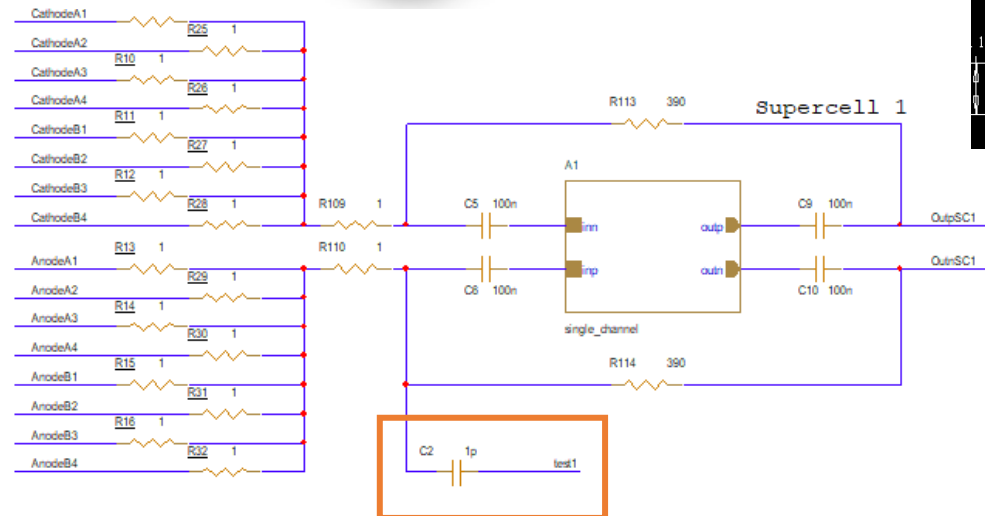 CathodeA1
R25 1
CathodeA2
R10 1
CathodeA3
R26 1
CathodeA4
R11 1
CathodeB1
R27 1
CathodeB2
R12 1
CathodeB3
R28 1
CathodeB4
R13 1
AnodeA1
R29 1
AnodeA2
R14 1
AnodeA3
R30 1
AnodeA4
R15 1
AnodeB1
R31 1
AnodeB2
R16 1
AnodeB3
R32 1
AnodeB4
R109 1
R110 1
R113 390
Supercell 1
A1
C5 100n
inn
outp
C9 100n
OutpSC1
C6 100n
inp
outn
C10 100n
OutnSC1
single_channel
R114 390
C2 1p
test1
1